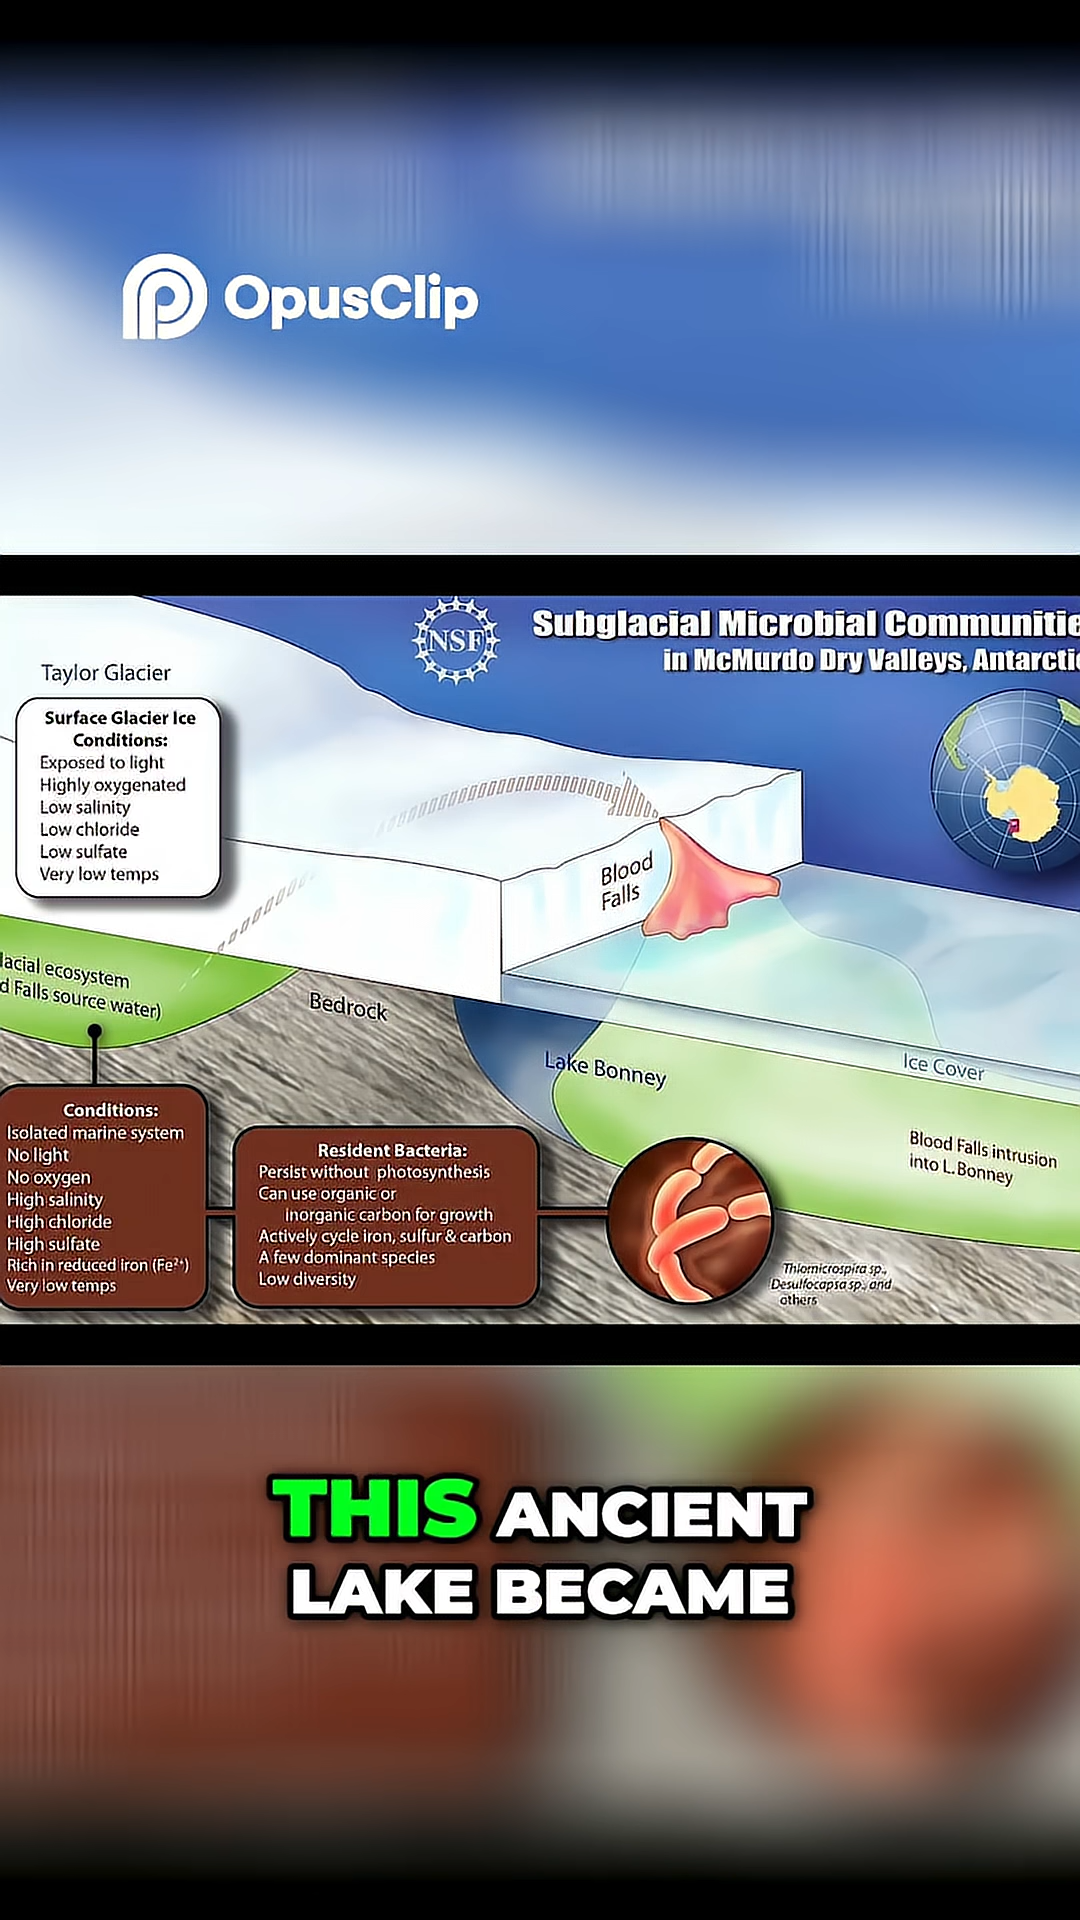 OpusClip
NSF
Subglacial Microbial Communitie
in McMurdo Dry Valleys, Antarctic
Taylor Glacier
Surface Glacier Ice
Conditions:
Exposed to light
Highly oxygenated
Low salinity
Low chloride
Low sulfate
Very low temps
Blood
Falls
lacial ecosystem
d Falls source water)
Bedrock
Lake Bonney
Ice Cover
Blood Falls intrusion
into L. Bonney
Conditions:
Isolated marine system
No light
No oxygen
High salinity
High chloride
High sulfate
Rich in reduced iron (Fe²⁺)
Very low temps
Resident Bacteria:
Persist without photosynthesis
Can use organic or
inorganic carbon for growth
Actively cycle iron, sulfur & carbon
A few dominant species
Low diversity
Thiomicrospira sp.,
Desulfocapsa sp., and
others
THIS ANCIENT
LAKE BECAME